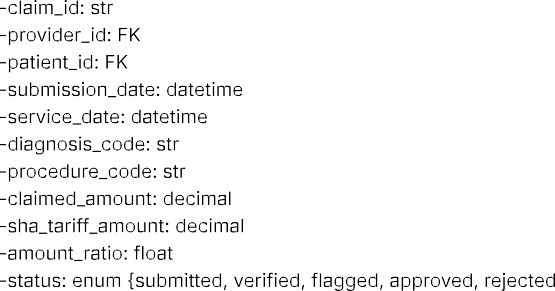 -claim_id: str
-provider_id: FK
-patient_id: FK
-submission_date: datetime
-service_date: datetime
-diagnosis_code: str
-procedure_code: str
-claimed_amount: decimal
-sha_tariff_amount: decimal
-amount_ratio: float
-status: enum {submitted, verified, flagged, approved, rejected